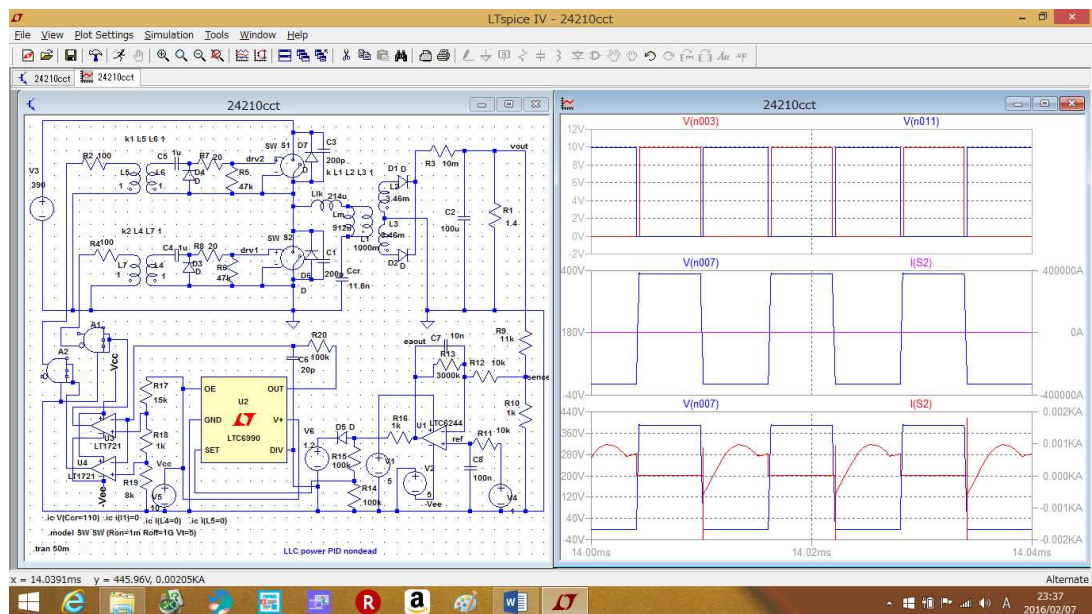 LTspice IV - 24210cct
File View Plot Settings Simulation Tools Window Help
24210cct 24210cct
24210cct
k1 L5 L6 1
R2 100
C5 1u
R7 20
drv2
SW S1
D7
C3
200p
D
L5
1
L6
1
D4
D
R5
47k
k L1 L2 L3 1
V3
390
Llk
214u
Lm
912u
L1
1000m
D1 D
L2
3.46m
L3
3.46m
D2 D
R3 10m
vout
C2
100u
R1
1.4
k2 L4 L7 1
R4 100
C4 1u
R8 20
drv1
SW S2
L7
1
L4
1
D3
D
R6
47k
D6
D
C1
200p
Ccr
11.6n
A1
A2
Vcc
R17
15k
R18
1k
R19
8k
U3
LT1721
U4
LT1721
-Vcc
Vcc
V5
10
OE
OUT
GND
U2
V+
LTC6990
SET
DIV
R20
100k
C6
20p
V6
1.2
D5 D
R15
100k
R14
100k
R16
1k
V1
5
U1
LTC6244
V2
5
-Vee
eaout
C7 10n
R13
3000k
R12 10k
R9
11k
sence
R10
1k
ref
R11
10k
C8
100n
V4
1
.ic V(Ccr=110) .ic i(l1)=0 .ic I(L4=0) .ic I(L5=0)
.model SW SW (Ron=1m Roff=1G Vt=5)
.tran 50m
LLC power PID nondead
24210cct
V(n003) V(n011)
12V
10V
8V
6V
4V
2V
0V
-2V
V(n007) I(S2)
400V 400000A
180V 0A
-40V -400000A
V(n007) I(S2)
440V 0.002KA
360V
0.001KA
280V
200V 0.000KA
120V
-0.001KA
40V
-40V -0.002KA
14.00ms 14.02ms 14.04ms
x = 14.0391ms y = 445.96V, 0.00205KA Alternate
R
a
W
A
23:37
2016/02/07